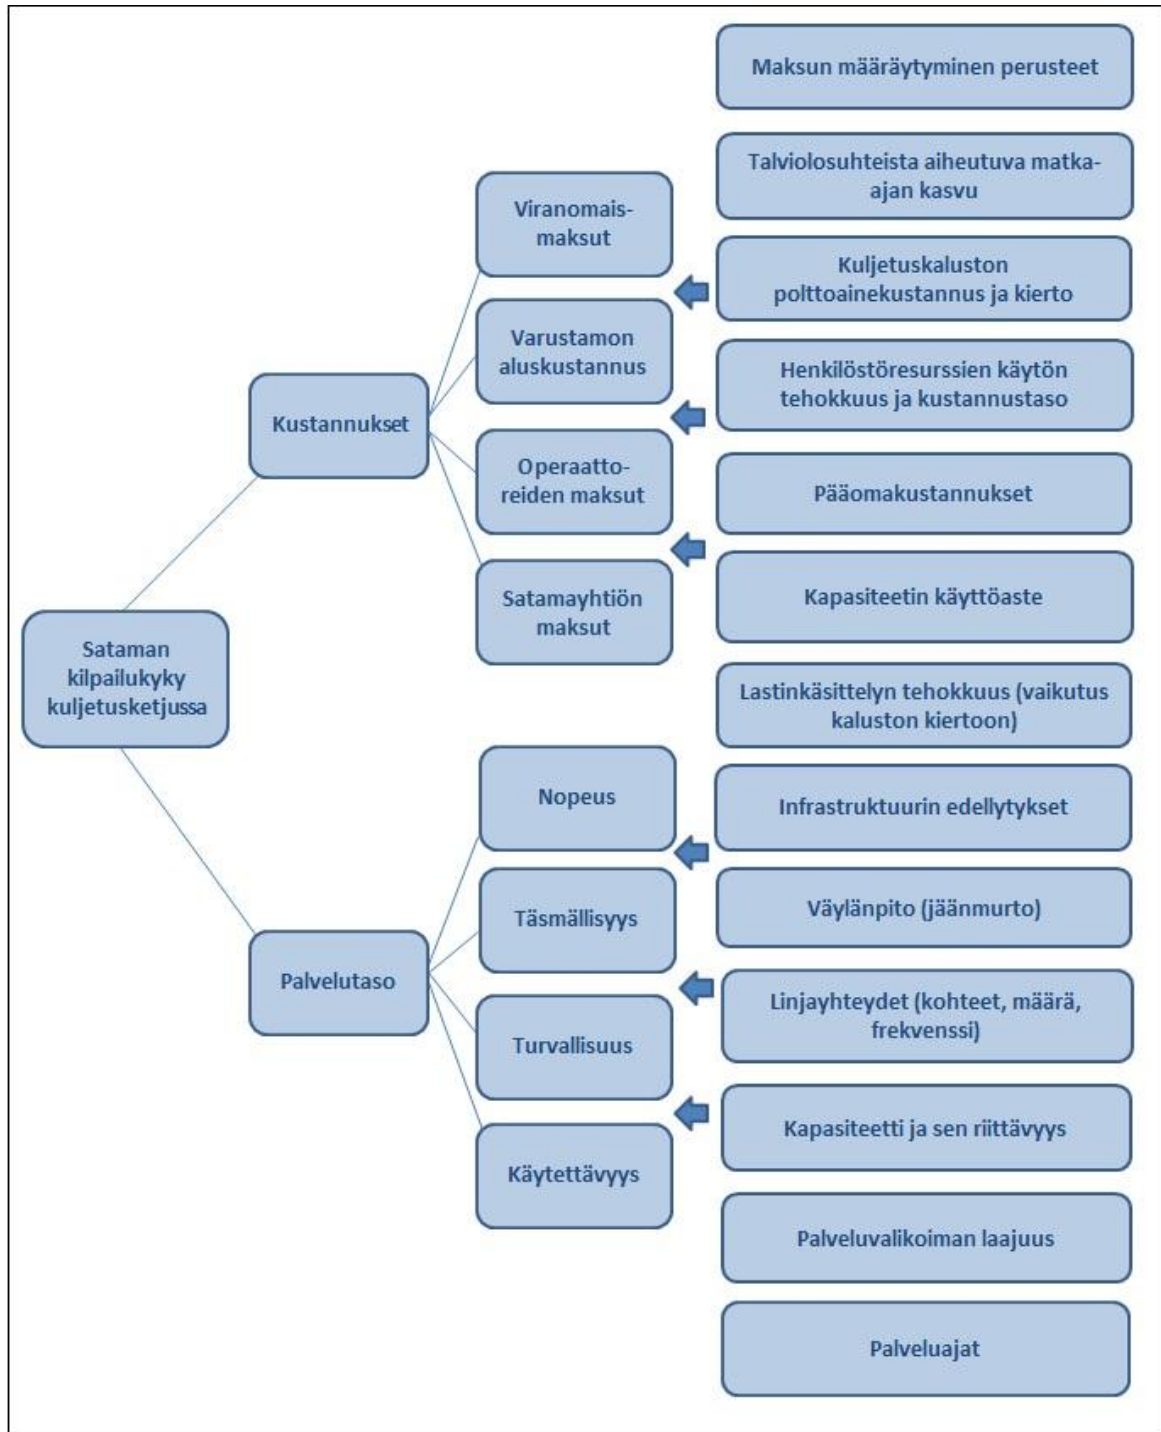 Sataman
kilpailukyky
kuljetusketjussa
Kustannukset
Palvelutaso
Viranomais-
maksut
Varustamon
aluskustannus
Operaatto-
reiden maksut
Satamayhtiön
maksut
Nopeus
Täsmällisyys
Turvallisuus
Käytettävyys
Maksun määräytyminen perusteet
Talviolosuhteista aiheutuva matka-
ajan kasvu
Kuljetuskaluston
polttoainekustannus ja kierto
Henkilöstöresurssien käytön
tehokkuus ja kustannustaso
Pääomakustannukset
Kapasiteetin käyttöaste
Lastinkäsittelyn tehokkuus (vaikutus
kaluston kiertoon)
Infrastruktuurin edellytykset
Väylänpito (jäänmurto)
Linjayhteydet (kohteet, määrä,
frekvenssi)
Kapasiteetti ja sen riittävyys
Palveluvalikoiman laajuus
Palveluajat